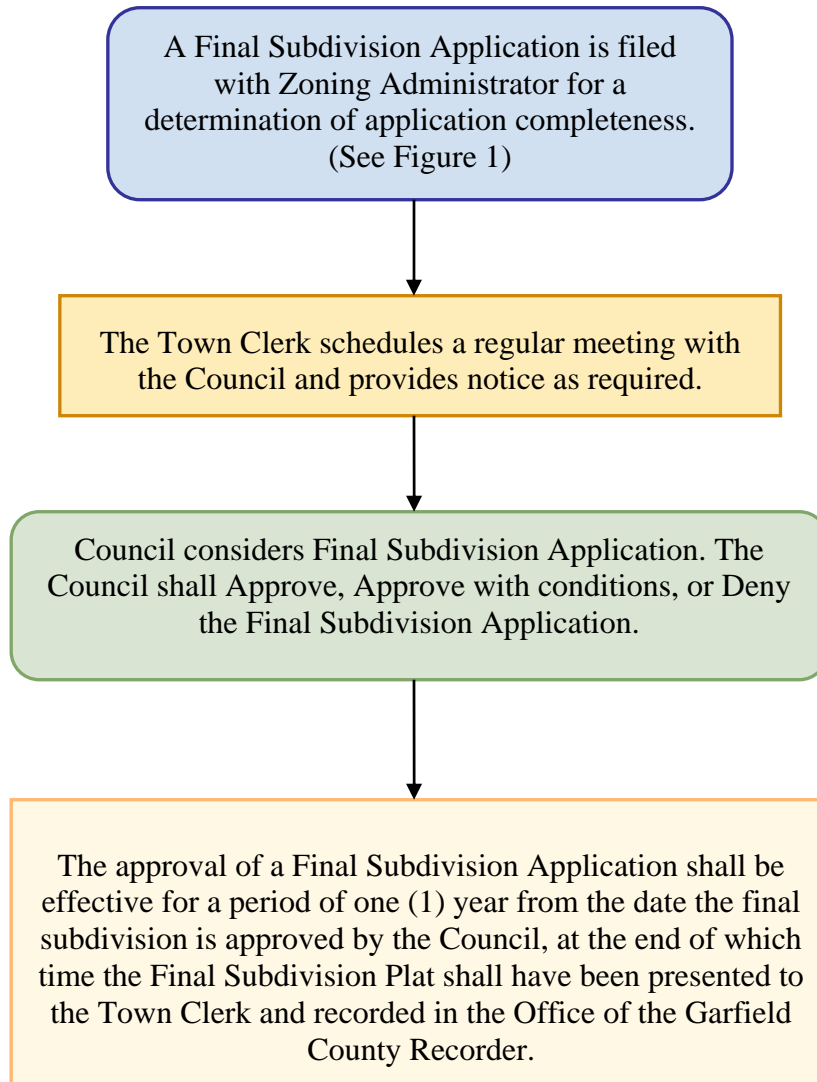 A Final Subdivision Application is filed
with Zoning Administrator for a
determination of application completeness.
(See Figure 1)
The Town Clerk schedules a regular meeting with
the Council and provides notice as required.
Council considers Final Subdivision Application. The
Council shall Approve, Approve with conditions, or Deny
the Final Subdivision Application.
The approval of a Final Subdivision Application shall be
effective for a period of one (1) year from the date the final
subdivision is approved by the Council, at the end of which
time the Final Subdivision Plat shall have been presented to
the Town Clerk and recorded in the Office of the Garfield
County Recorder.